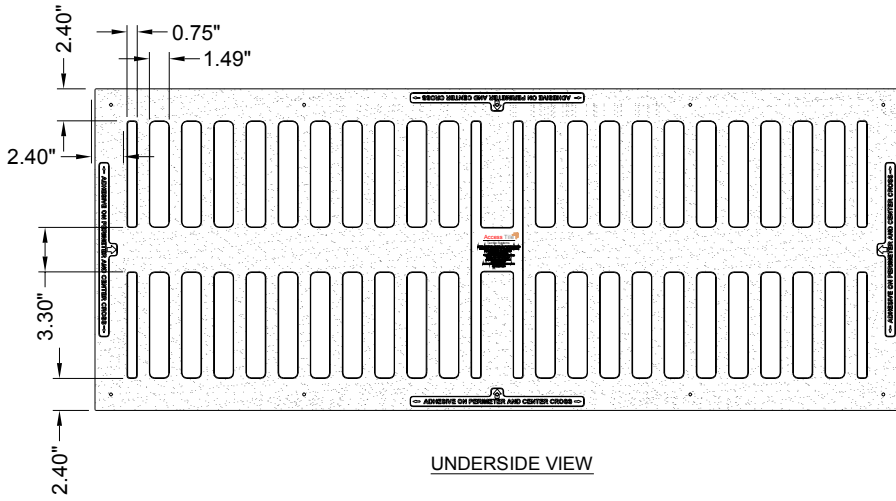 2.40"
0.75"
1.49"
ADHESIVE ON PERIMETER AND CENTER CROSS
2.40"
ADHESIVE ON PERIMETER AND CENTER CROSS
Access Tile
ADHESIVE ON PERIMETER AND CENTER CROSS
3.30"
ADHESIVE ON PERIMETER AND CENTER CROSS
2.40"
UNDERSIDE VIEW